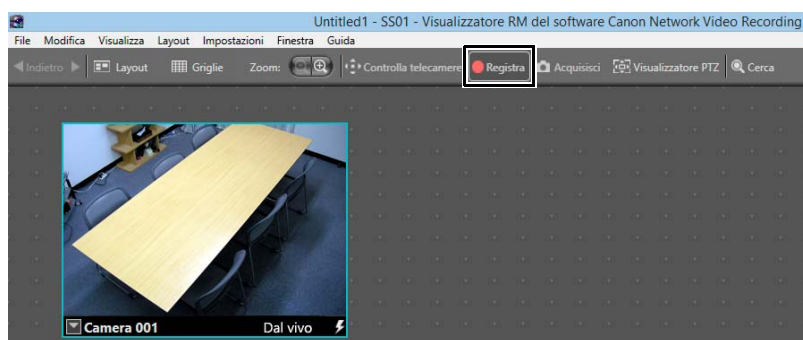 Untitled1 - SS01 - Visualizzatore RM del software Canon Network Video Recording
File Modifica Visualizza Layout Impostazioni Finestra Guida
Indietro Layout Griglie Zoom: Controlla telecamere Registra Acquisisci Visualizzatore PTZ Cerca
Camera 001 Dal vivo